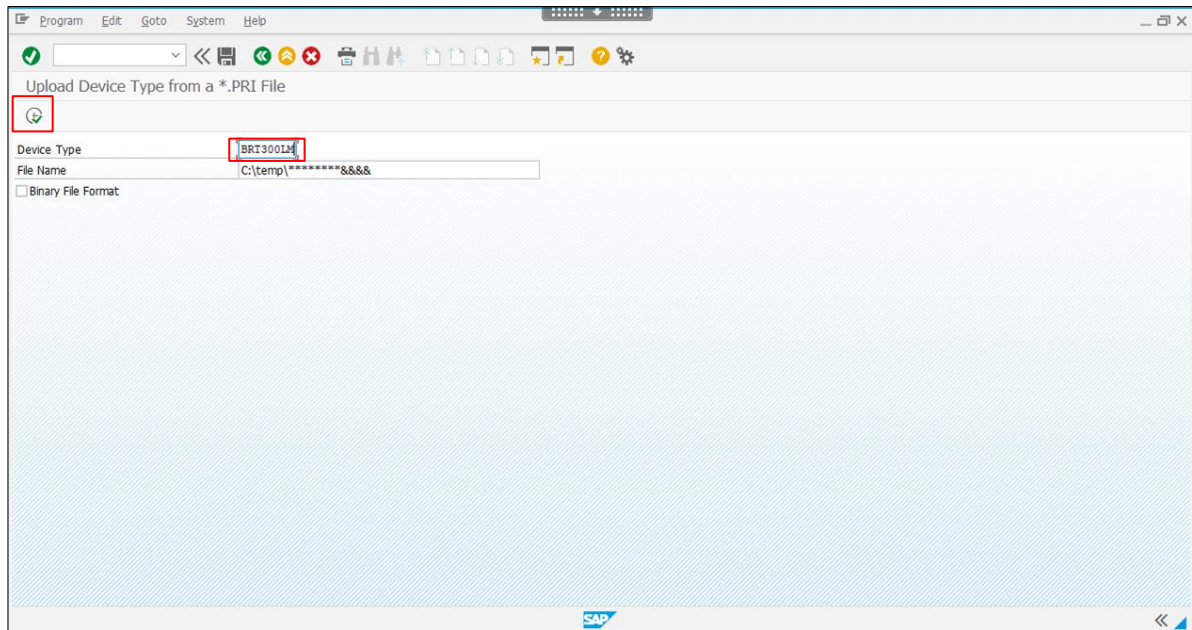 Program Edit Goto System Help
Upload Device Type from a *.PRI File
Device Type BRT300LM
File Name C:\temp\********&&&&
Binary File Format
SAP